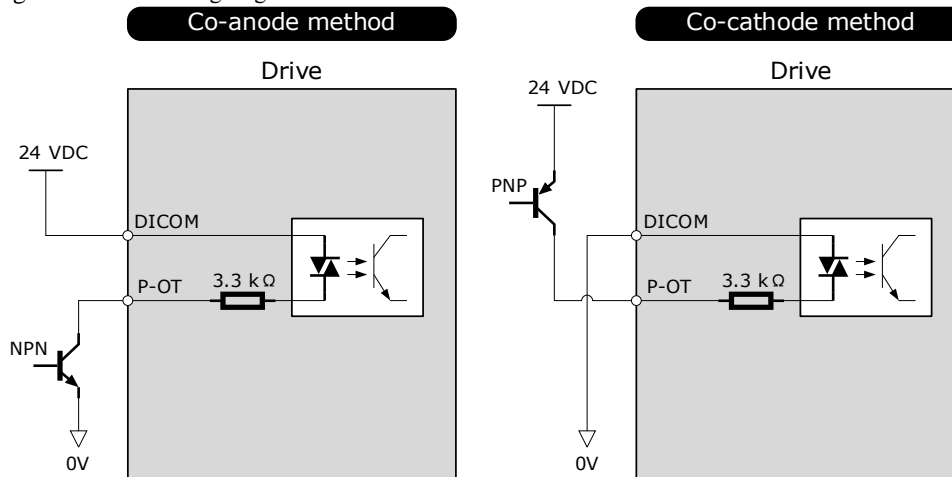 Co-anode method
Drive
24 VDC
DICOM
P-OT
3.3 kΩ
NPN
0V
Co-cathode method
Drive
24 VDC
PNP
DICOM
P-OT
3.3 kΩ
0V